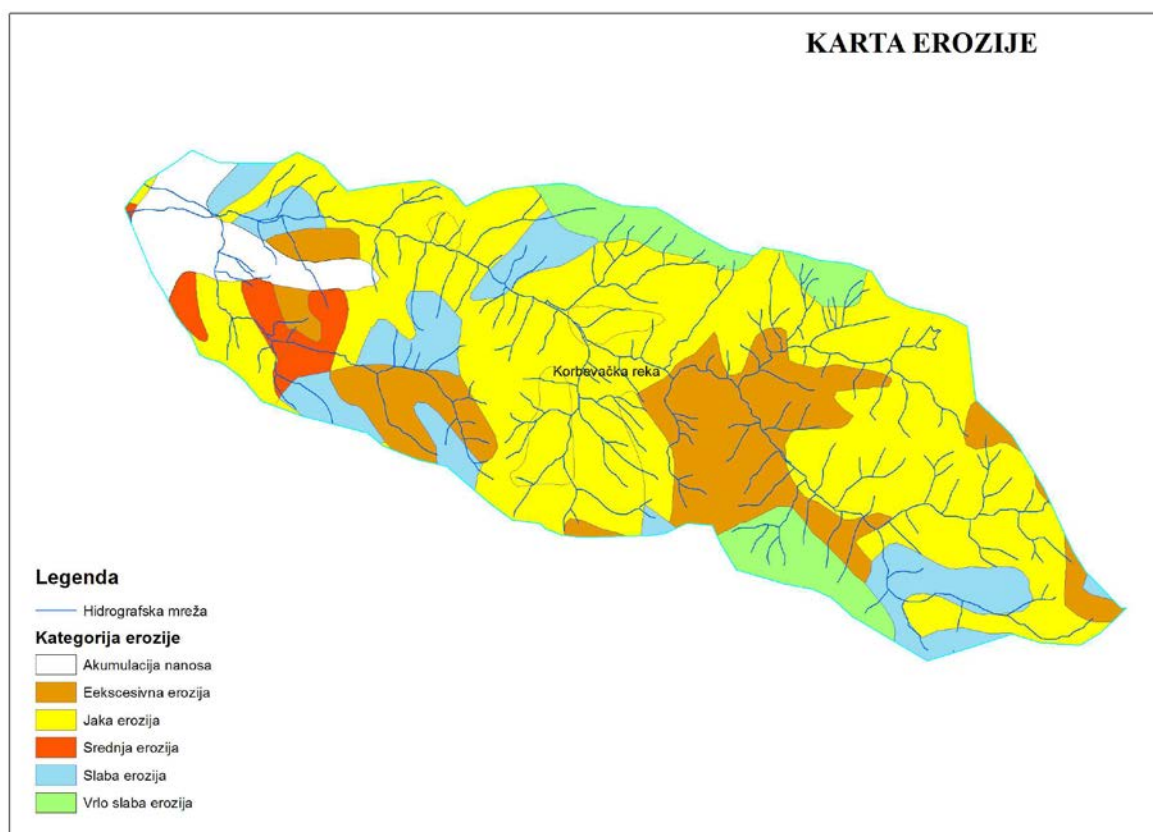 KARTA EROZIJE
Korbevačka reka
Legenda
Hidrografska mreža
Kategorija erozije
Akumulacija nanosa
Eekscesivna erozija
Jaka erozija
Srednja erozija
Slaba erozija
Vrlo slaba erozija